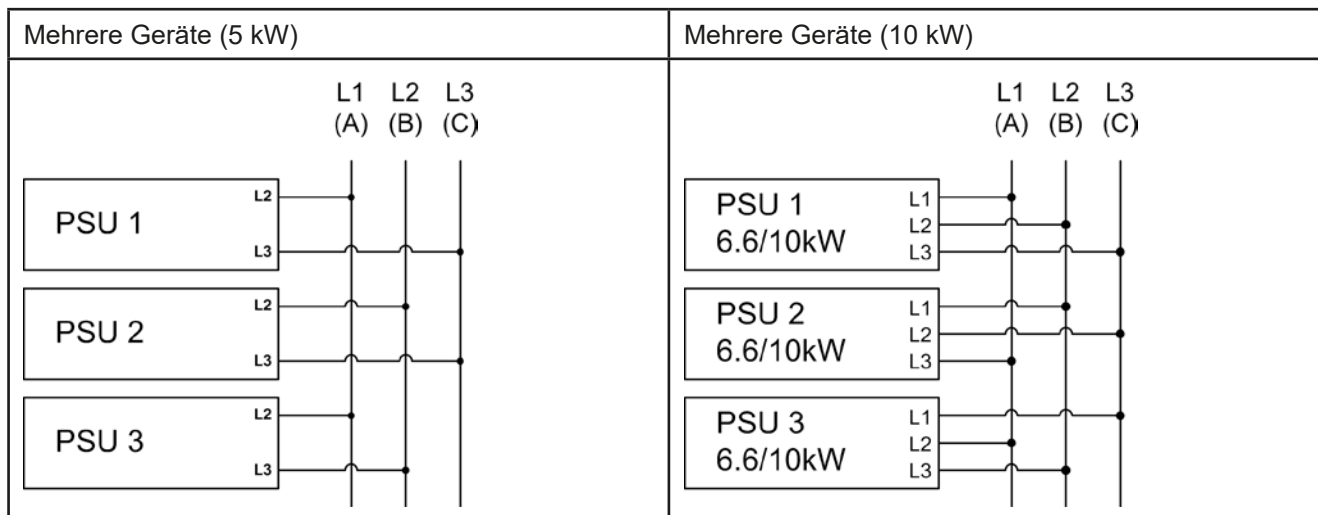 Mehrere Geräte (5 kW)
L1 L2 L3
(A) (B) (C)
L2
PSU 1
L3
L2
PSU 2
L3
L2
PSU 3
L3
Mehrere Geräte (10 kW)
L1 L2 L3
(A) (B) (C)
PSU 1
6.6/10kW
L1
L2
L3
PSU 2
6.6/10kW
L1
L2
L3
PSU 3
6.6/10kW
L1
L2
L3